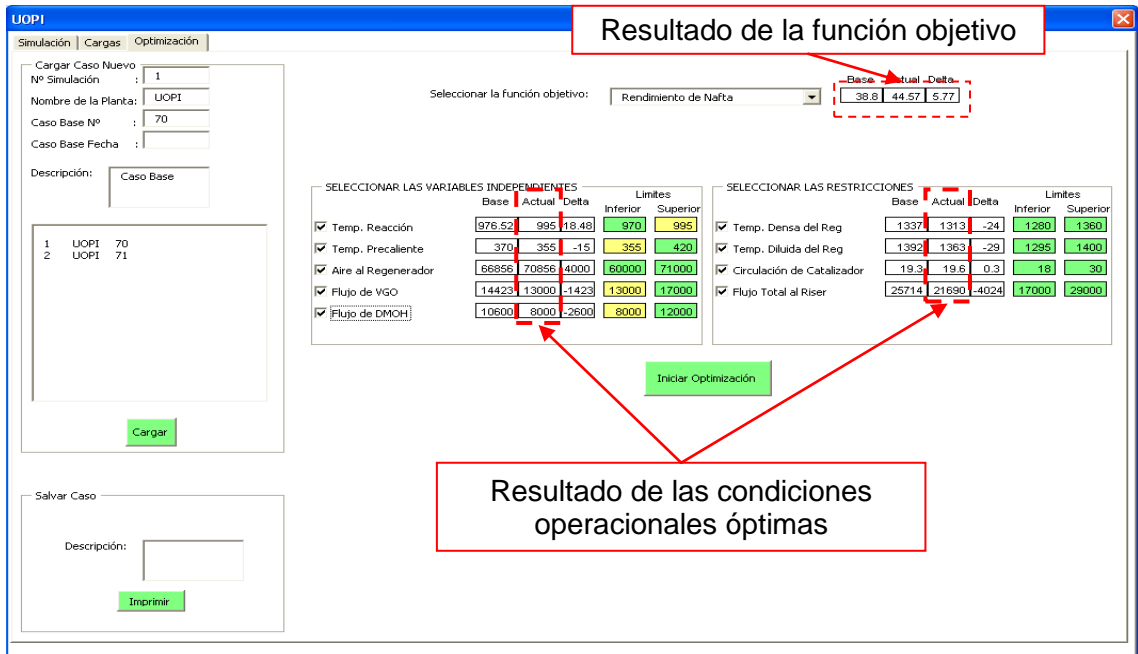 UOPI
Resultado de la función objetivo
Simulación Cargas Optimización
Cargar Caso Nuevo
Nº Simulación : 1
Nombre de la Planta: UOPI
Caso Base Nº : 70
Caso Base Fecha :
Descripción: Caso Base
1 UOPI 70
2 UOPI 71
Cargar
Salvar Caso
Descripción:
Imprimir
Seleccionar la función objetivo: Rendimiento de Nafta
Base Actual Delta
38.8 44.57 5.77
SELECCIONAR LAS VARIABLES INDEPENDIENTES
Limites
Base Actual Delta Inferior Superior
Temp. Reacción 976.52 995 18.48 970 995
Temp. Precaliente 370 355 -15 355 420
Aire al Regenerador 66856 70856 4000 60000 71000
Flujo de VGO 14423 13000 -1423 13000 17000
Flujo de DMOH 10600 8000 -2600 8000 12000
SELECCIONAR LAS RESTRICCIONES
Limites
Base Actual Delta Inferior Superior
Temp. Densa del Reg 1337 1313 -24 1280 1360
Temp. Diluida del Reg 1392 1363 -29 1295 1400
Circulación de Catalizador 19.3 19.6 0.3 18 30
Flujo Total al Riser 25714 21690 -4024 17000 29000
Iniciar Optimización
Resultado de las condiciones
operacionales óptimas